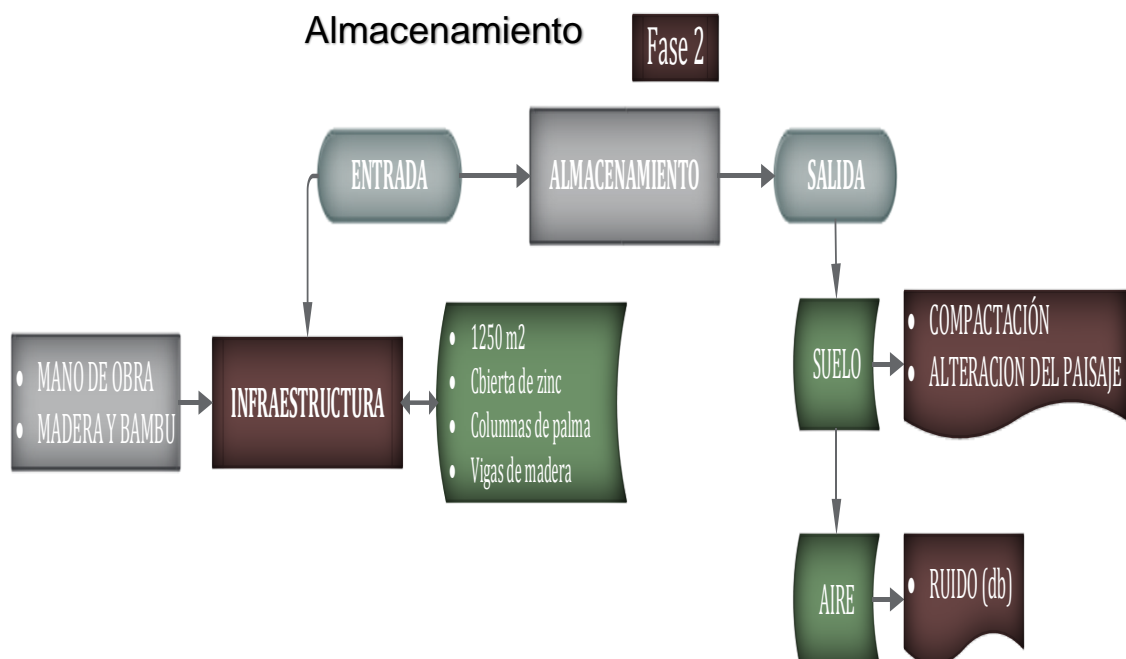 Almacenamiento
Fase 2
ENTRADA
ALMACENAMIENTO
SALIDA
• MANO DE OBRA
• MADERA Y BAMBU
INFRAESTRUCTURA
• 1250 m2
• Cbierta de zinc
• Columnas de palma
• Vigas de madera
SUELO
• COMPACTACIÓN
• ALTERACION DEL PAISAJE
AIRE
• RUIDO (db)